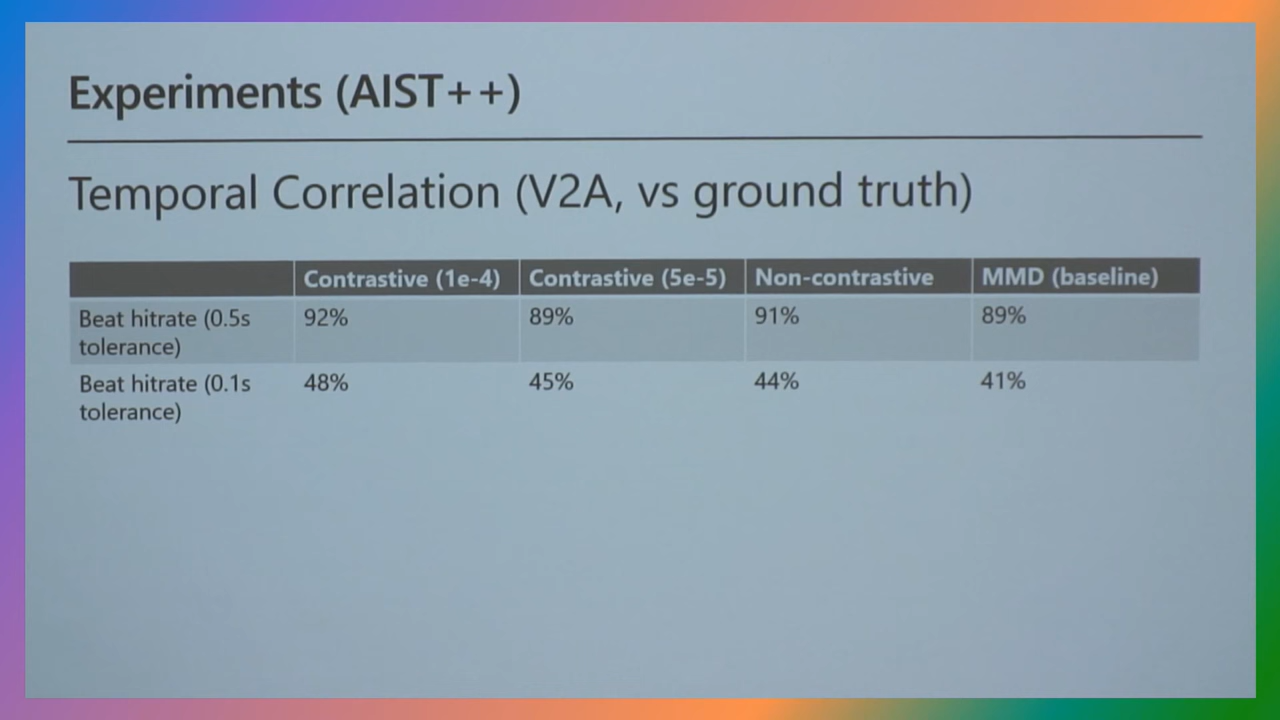 Experiments (AIST++)
Temporal Correlation (V2A, vs ground truth)
Contrastive (1e-4) Contrastive (5e-5) Non-contrastive MMD (baseline)
Beat hitrate (0.5s 92% 89% 91% 89%
tolerance)
Beat hitrate (0.1s 48% 45% 44% 41%
tolerance)